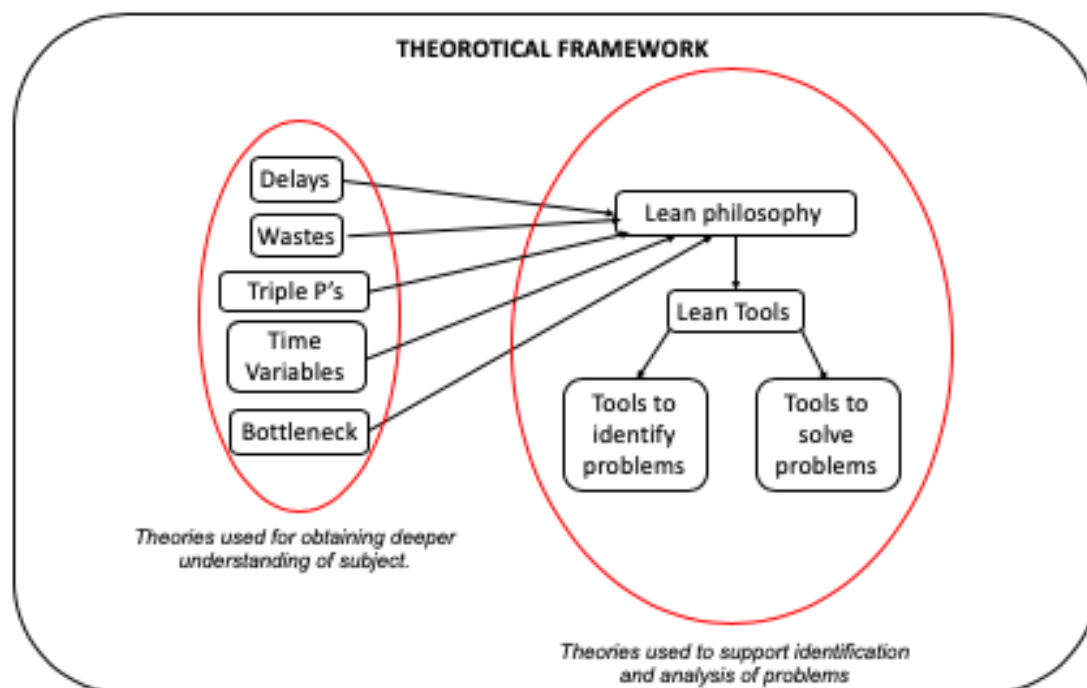 THEOROTICAL FRAMEWORK
Delays
Wastes
Triple P's
Time
Variables
Bottleneck
Theories used for obtaining deeper
understanding of subject.
Lean philosophy
Lean Tools
Tools to
identify
problems
Tools to
solve
problems
Theories used to support identification
and analysis of problems